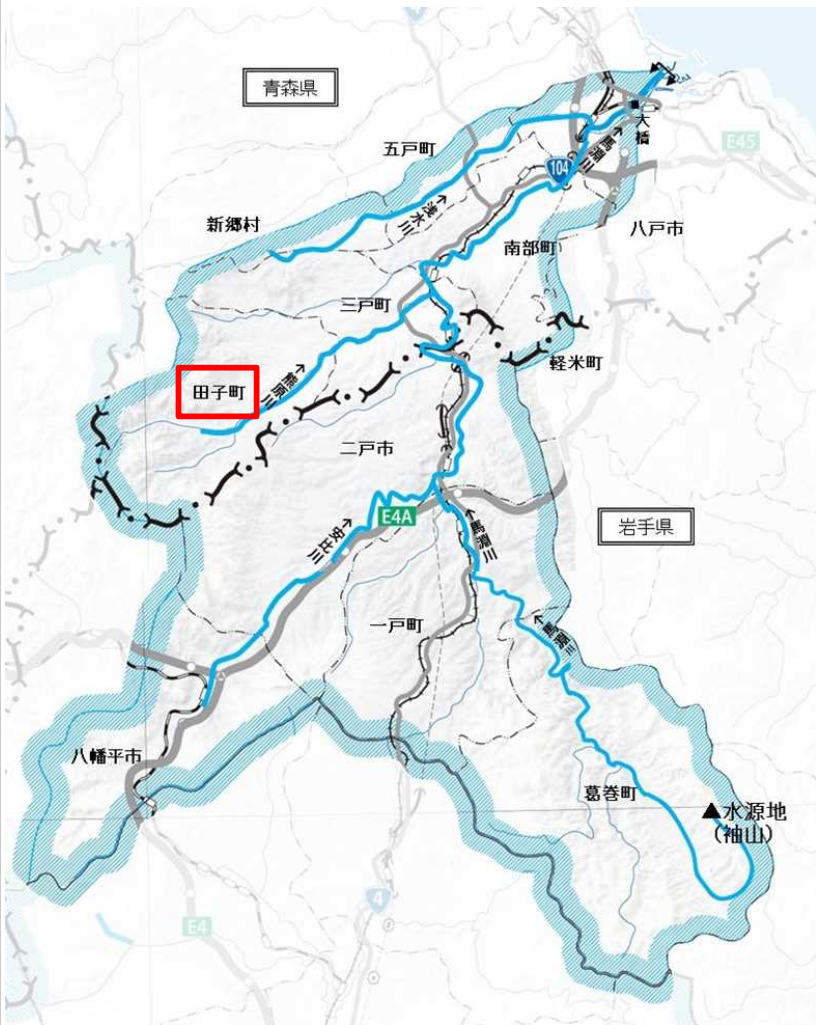 青森県
大橋
五戸町
←馬淵川
E45
104
←浅水川
新郷村
八戸市
南部町
三戸町
軽米町
←熊原川
田子町
二戸市
E4A
←馬淵川
岩手県
←安比川
一戸町
←馬淵川
八幡平市
葛巻町
▲水源地
(袖山)
4
E4